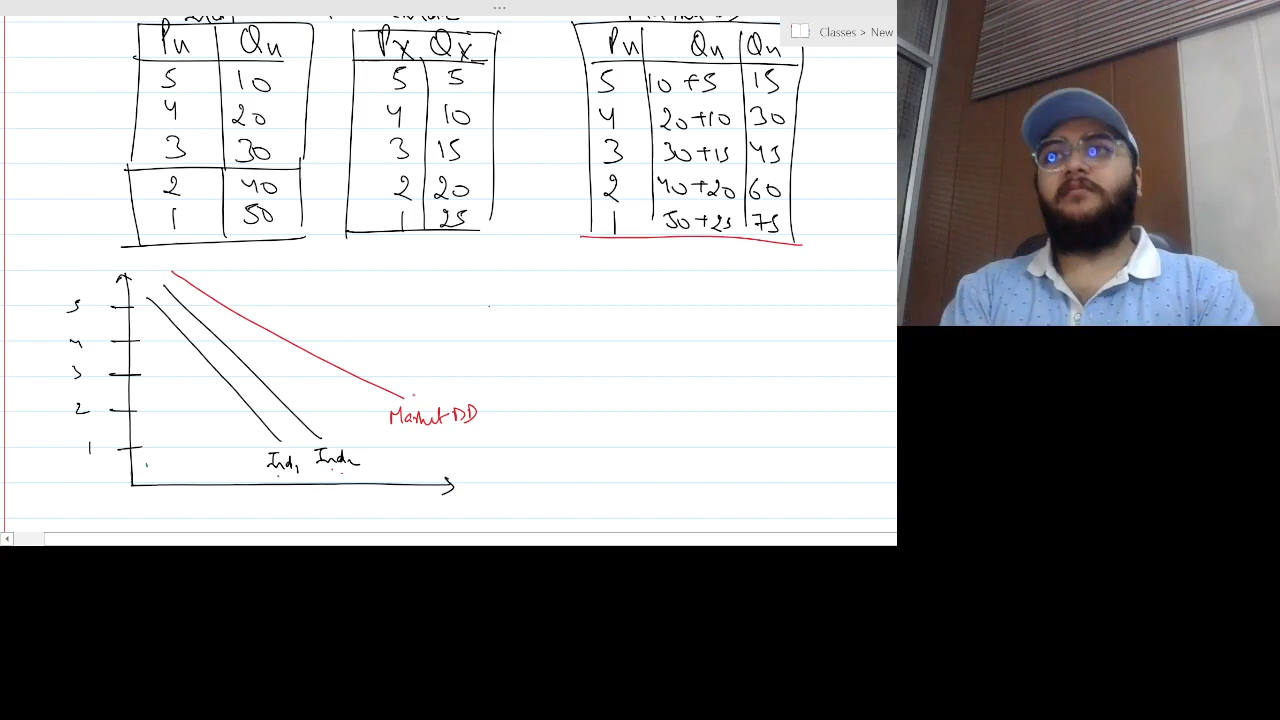 Classes > New
Px Qx Px Qx Px Qx Qx
5 10 5 5 5 10+5 15
4 20 4 10 4 20+10 30
3 30 3 15 3 30+15 45
2 40 2 20 2 40+20 60
1 50 1 25 1 50+25 75
5
4
3
2
Market DD
1
Ind1 Ind2